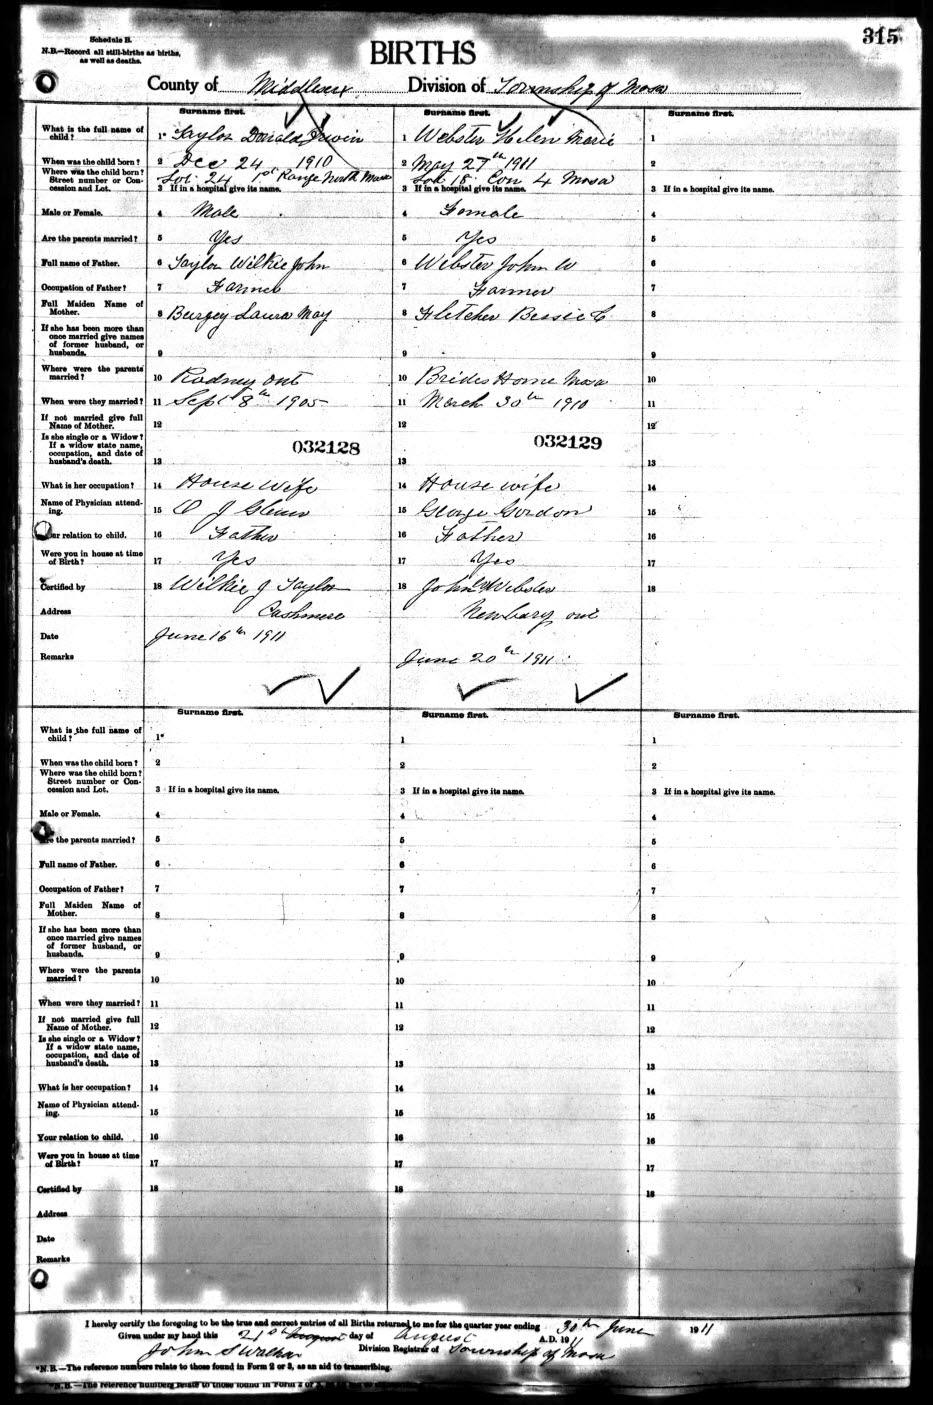 315
Schedule B.
N.B.—Record all still-births as births, as well as deaths.
BIRTHS
County of Middlesex Division of Township of Mosa
Surname first. Surname first. Surname first.
What is the full name of child? 1* Taylor Donald Irwin 1 Webster Helen Marie 1
When was the child born? 2 Dec 24 1910 2 May 27th 1911 2
Where was the child born? Street number or Concession and Lot. Lot 24 1st Range North Mosa Lot 18 Con 4 Mosa
3 If in a hospital give its name. 3 If in a hospital give its name. 3 If in a hospital give its name.
Male or Female. 4 Male 4 Female 4
Are the parents married? 5 Yes 5 Yes 5
Full name of Father. 6 Taylor Wilkie John 6 Webster John W 6
Occupation of Father? 7 Farmer 7 Farmer 7
Full Maiden Name of Mother. 8 Laura May 8 Fletcher Bessie C 8
If she has been more than once married give names of former husband, or husbands. 9 9 9
Where were the parents married? 10 Rodney Ont 10 Brides Home Mosa 10
When were they married? 11 Sept 8th 1905 11 March 30th 1910 11
If not married give full Name of Mother. 12 12 12
Is she single or a Widow? If a widow state name, occupation, and date of husband's death. 13 032128 13 032129 13
What is her occupation? 14 House Wife 14 House wife 14
Name of Physician attending. 15 15 George Gordon 15
relation to child. 16 Father 16 Father 16
Were you in house at time of Birth? 17 Yes 17 Yes 17
Certified by 18 Wilkie J Taylor 18 John W Webster 18
Address Cashmere Newbury ont
Date June 16th 1911
Remarks June 20th 1911
Surname first. Surname first. Surname first.
What is the full name of child? 1* 1 1
When was the child born? 2 2 2
Where was the child born? Street number or Concession and Lot. 3 If in a hospital give its name. 3 If in a hospital give its name. 3 If in a hospital give its name.
Male or Female. 4 4 4
the parents married? 5 5 5
Full name of Father. 6 6 6
Occupation of Father? 7 7 7
Full Maiden Name of Mother. 8 8 8
If she has been more than once married give names of former husband, or husbands. 9 9 9
Where were the parents married? 10 10 10
When were they married? 11 11 11
If not married give full Name of Mother. 12 12 12
Is she single or a Widow? If a widow state name, occupation, and date of husband's death. 13 13 13
What is her occupation? 14 14 14
Name of Physician attending. 15 15 15
Your relation to child. 16 16 16
Were you in house at time of Birth? 17 17 17
Certified by 18 18 18
Address
Date
Remarks
I hereby certify the foregoing to be the true and correct entries of all Births returned to me for the quarter year ending 30th June 1911
Given under my hand this 21st day of August A.D. 1911
John S Walker Division Registrar of Township of Mosa
*N.B.—The reference numbers relate to those found in Form 2 or 3, as an aid to transcribing.